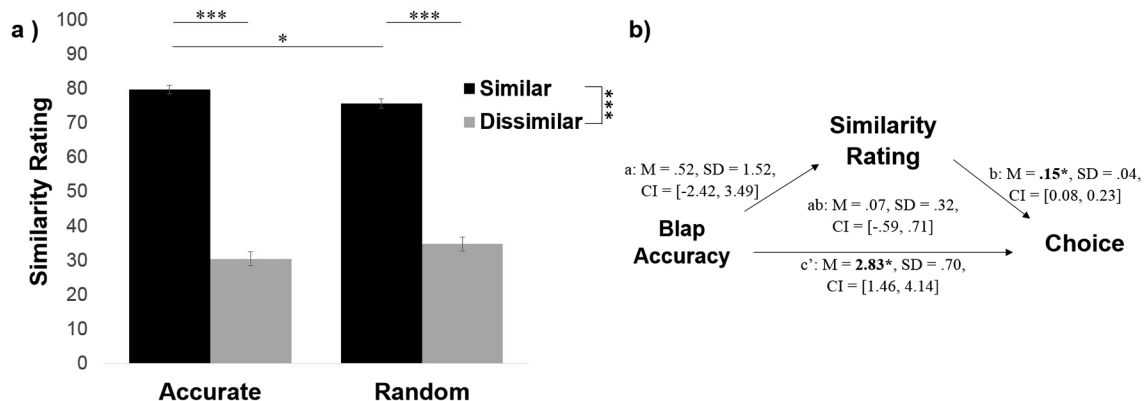 a )
100
90
80
70
60
50
40
30
20
10
0
Similarity Rating
***
***
*
Similar
Dissimilar
***
Accurate
Random
b)
Similarity
Rating
a: M = .52, SD = 1.52,
CI = [-2.42, 3.49]
b: M = .15*, SD = .04,
CI = [0.08, 0.23]
ab: M = .07, SD = .32,
CI = [-.59, .71]
Blap
Accuracy
Choice
c’: M = 2.83*, SD = .70,
CI = [1.46, 4.14]